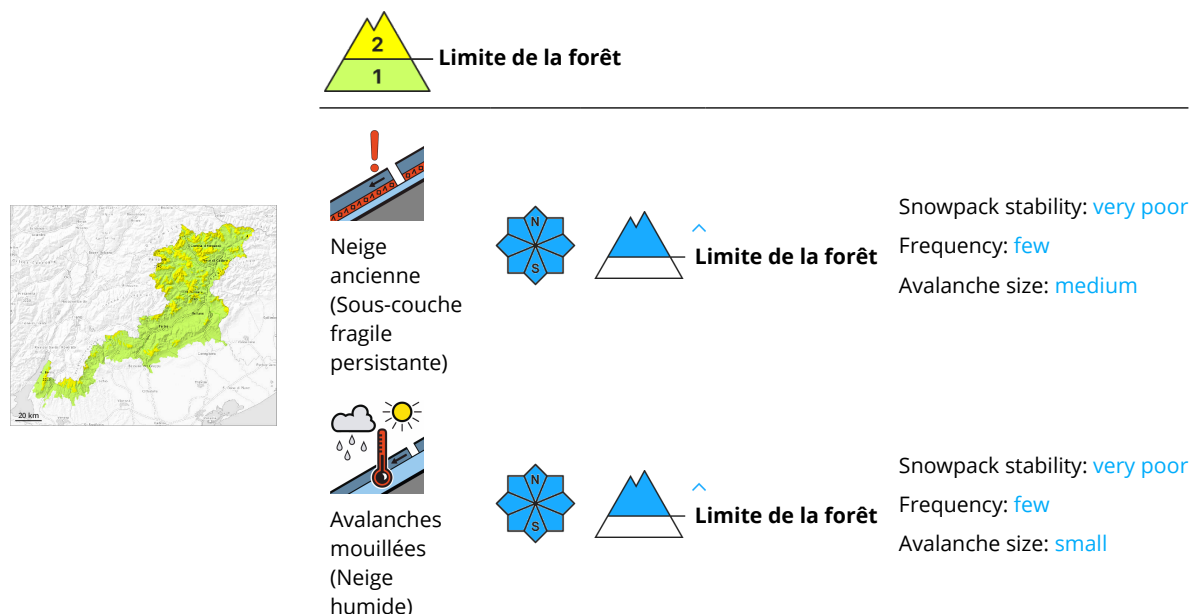 2
Limite de la forêt
1
Neige
ancienne
(Sous-couche
fragile
persistante)
N
S
Limite de la forêt
Snowpack stability: very poor
Frequency: few
Avalanche size: medium
20 km
Avalanches
mouillées
(Neige
humide)
N
S
Limite de la forêt
Snowpack stability: very poor
Frequency: few
Avalanche size: small